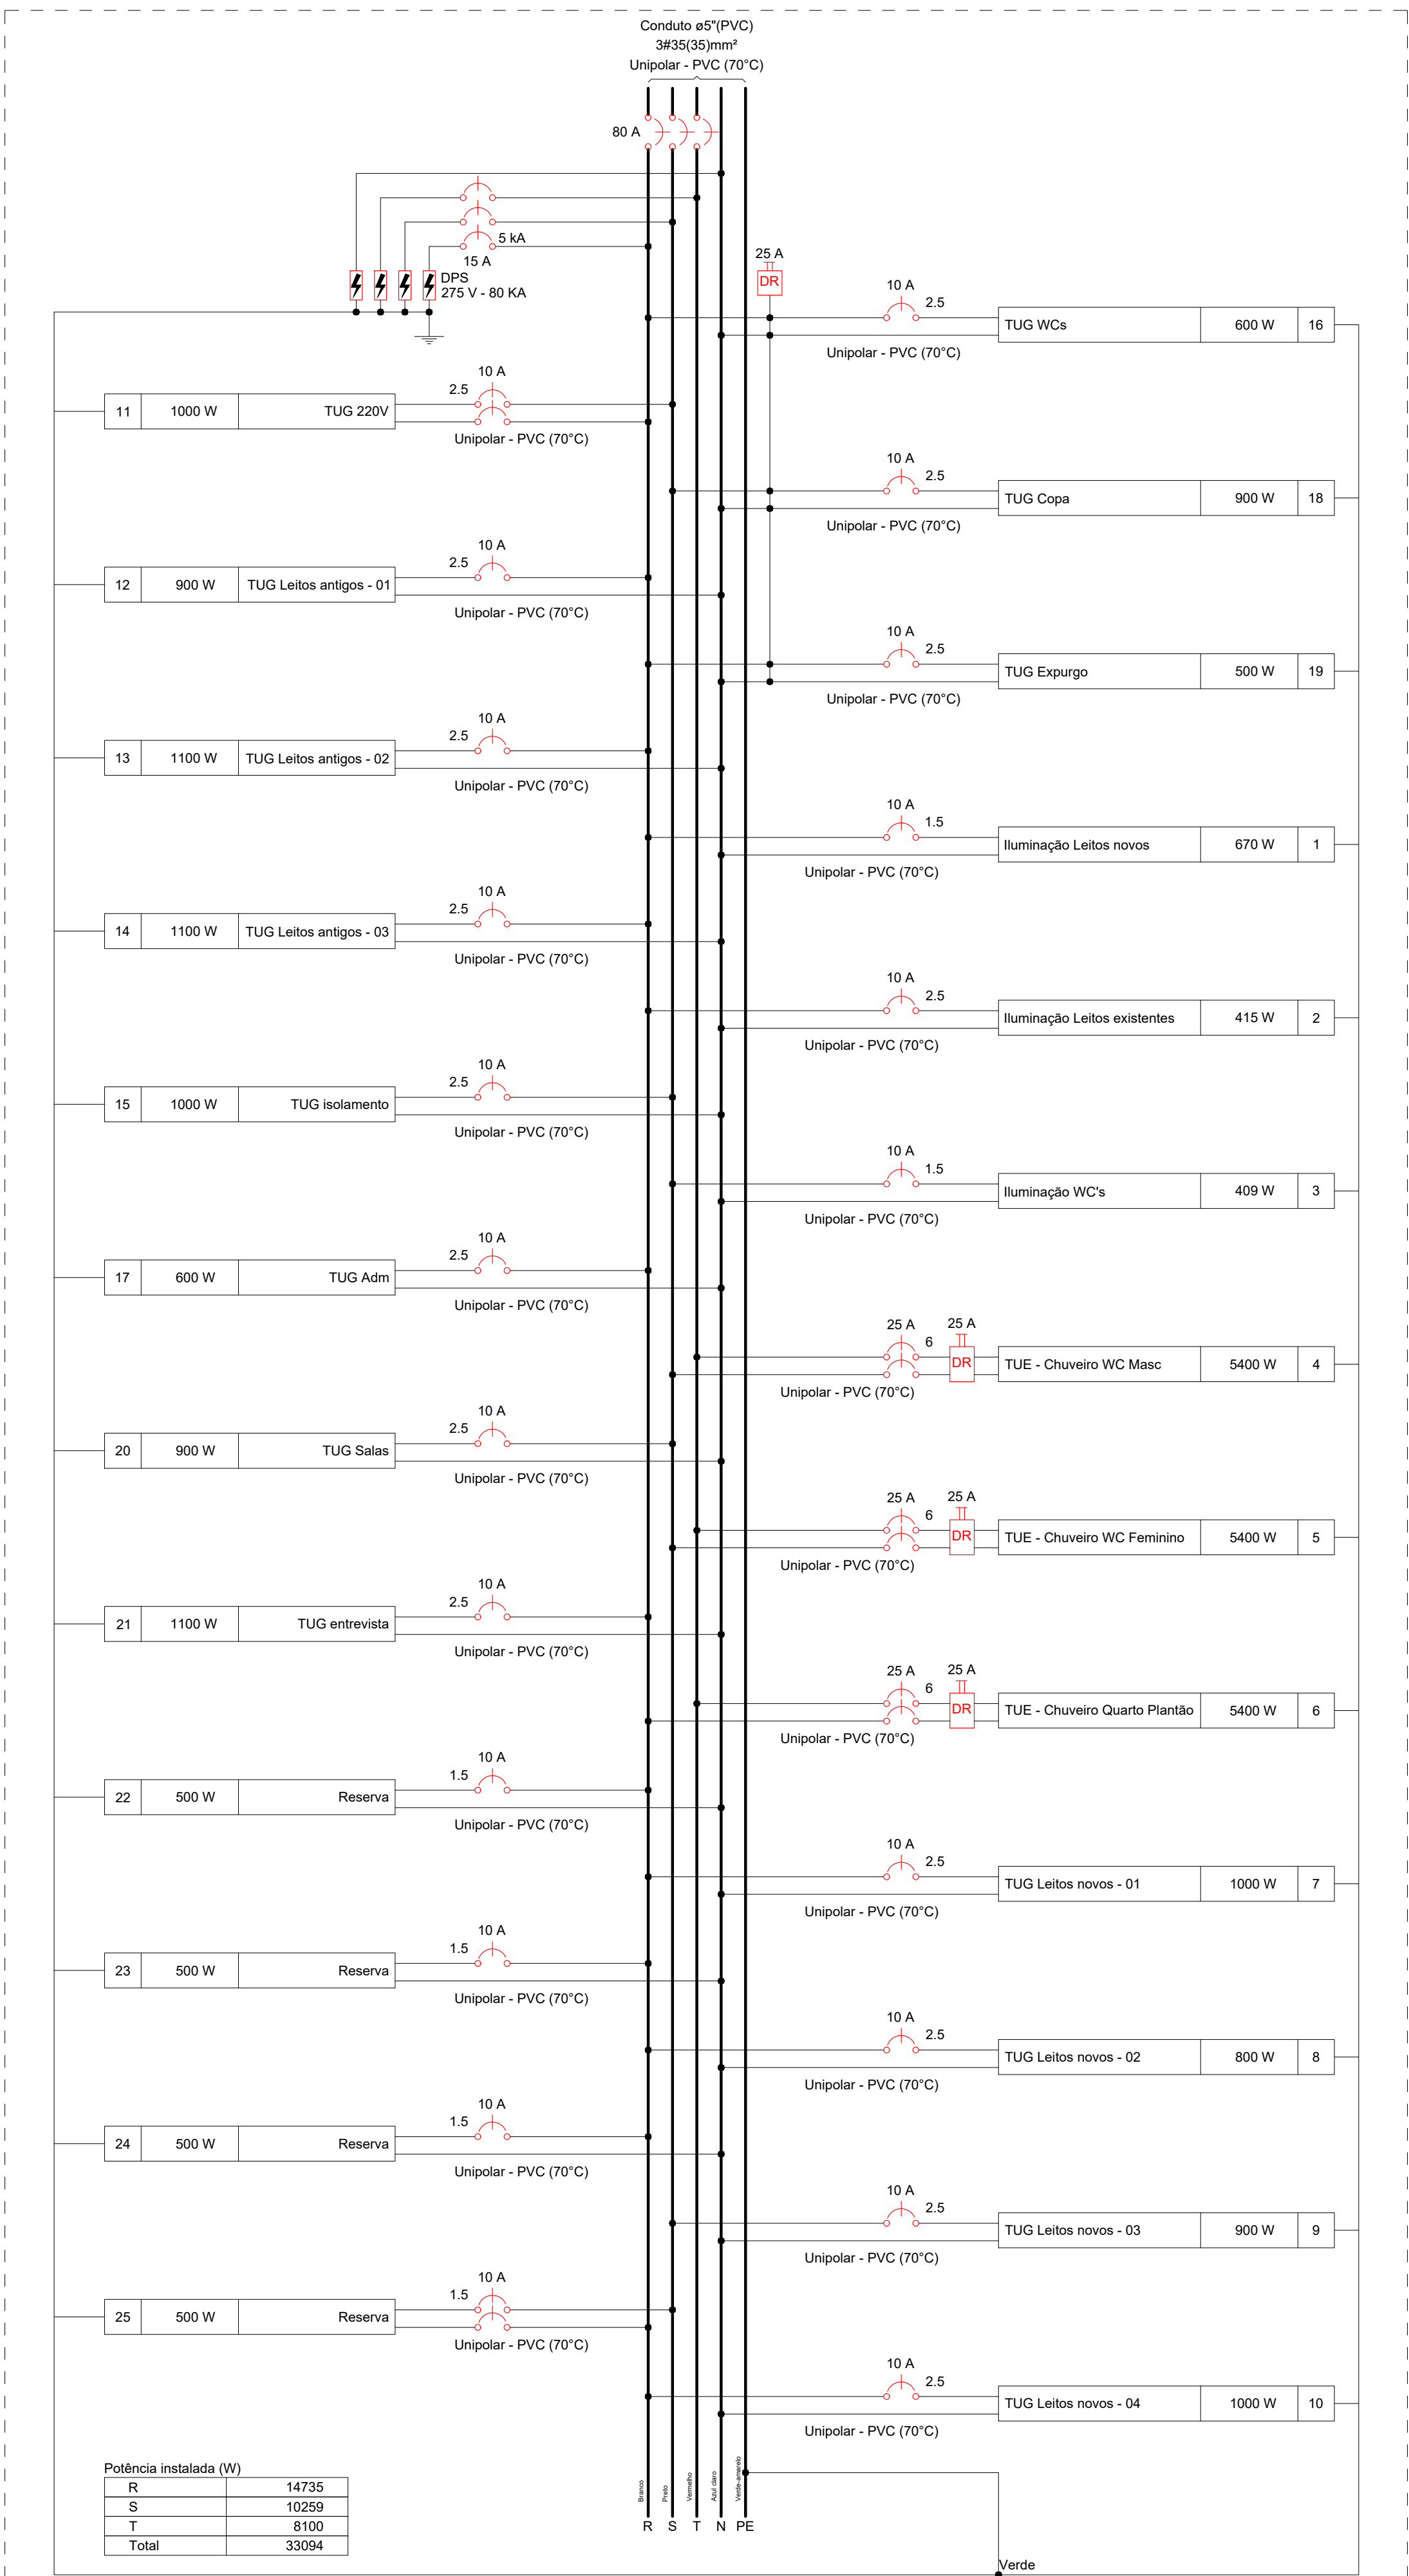 Conduto ø5"(PVC)
3#35(35)mm²
Unipolar - PVC (70°C)
80 A
5 kA
15 A
DPS
275 V - 80 KA
25 A
DR
10 A
2.5
TUG WCs 600 W 16
Unipolar - PVC (70°C)
10 A
2.5
11 1000 W TUG 220V
Unipolar - PVC (70°C)
10 A
2.5
TUG Copa 900 W 18
Unipolar - PVC (70°C)
10 A
2.5
12 900 W TUG Leitos antigos - 01
Unipolar - PVC (70°C)
10 A
2.5
TUG Expurgo 500 W 19
Unipolar - PVC (70°C)
10 A
2.5
13 1100 W TUG Leitos antigos - 02
Unipolar - PVC (70°C)
10 A
1.5
Iluminação Leitos novos 670 W 1
Unipolar - PVC (70°C)
10 A
2.5
14 1100 W TUG Leitos antigos - 03
Unipolar - PVC (70°C)
10 A
2.5
Iluminação Leitos existentes 415 W 2
Unipolar - PVC (70°C)
10 A
2.5
15 1000 W TUG isolamento
Unipolar - PVC (70°C)
10 A
1.5
Iluminação WC's 409 W 3
Unipolar - PVC (70°C)
10 A
2.5
17 600 W TUG Adm
Unipolar - PVC (70°C)
25 A 25 A
6
DR
TUE - Chuveiro WC Masc 5400 W 4
Unipolar - PVC (70°C)
10 A
2.5
20 900 W TUG Salas
Unipolar - PVC (70°C)
25 A 25 A
6
DR
TUE - Chuveiro WC Feminino 5400 W 5
Unipolar - PVC (70°C)
10 A
2.5
21 1100 W TUG entrevista
Unipolar - PVC (70°C)
25 A 25 A
6
DR
TUE - Chuveiro Quarto Plantão 5400 W 6
Unipolar - PVC (70°C)
10 A
1.5
22 500 W Reserva
Unipolar - PVC (70°C)
10 A
2.5
TUG Leitos novos - 01 1000 W 7
Unipolar - PVC (70°C)
10 A
1.5
23 500 W Reserva
Unipolar - PVC (70°C)
10 A
2.5
TUG Leitos novos - 02 800 W 8
Unipolar - PVC (70°C)
10 A
1.5
24 500 W Reserva
Unipolar - PVC (70°C)
10 A
2.5
TUG Leitos novos - 03 900 W 9
Unipolar - PVC (70°C)
10 A
1.5
25 500 W Reserva
Unipolar - PVC (70°C)
10 A
2.5
TUG Leitos novos - 04 1000 W 10
Unipolar - PVC (70°C)
Potência instalada (W)
R 14735
S 10259
T 8100
Total 33094
Branco
Preto
Vermelho
Azul claro
Verde-amarelo
R S T N PE
Verde